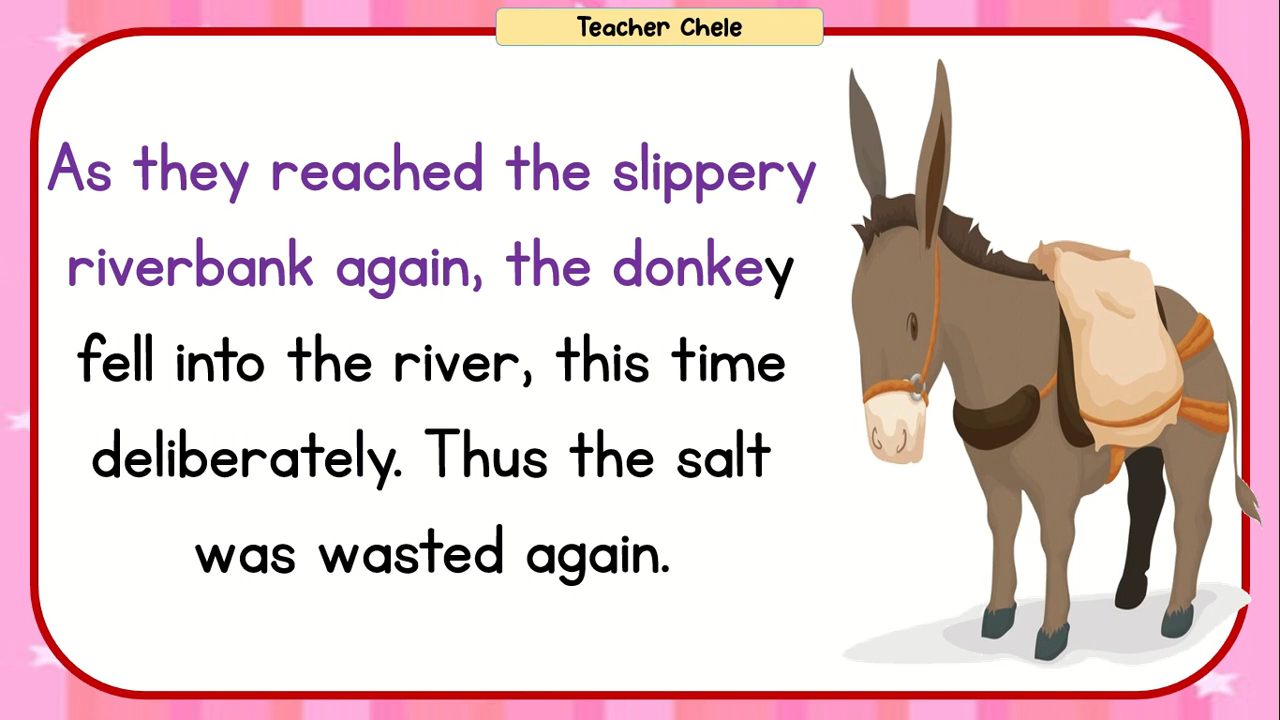 Teacher Chele
As they reached the slippery
riverbank again, the donkey
fell into the river, this time
deliberately. Thus the salt
was wasted again.